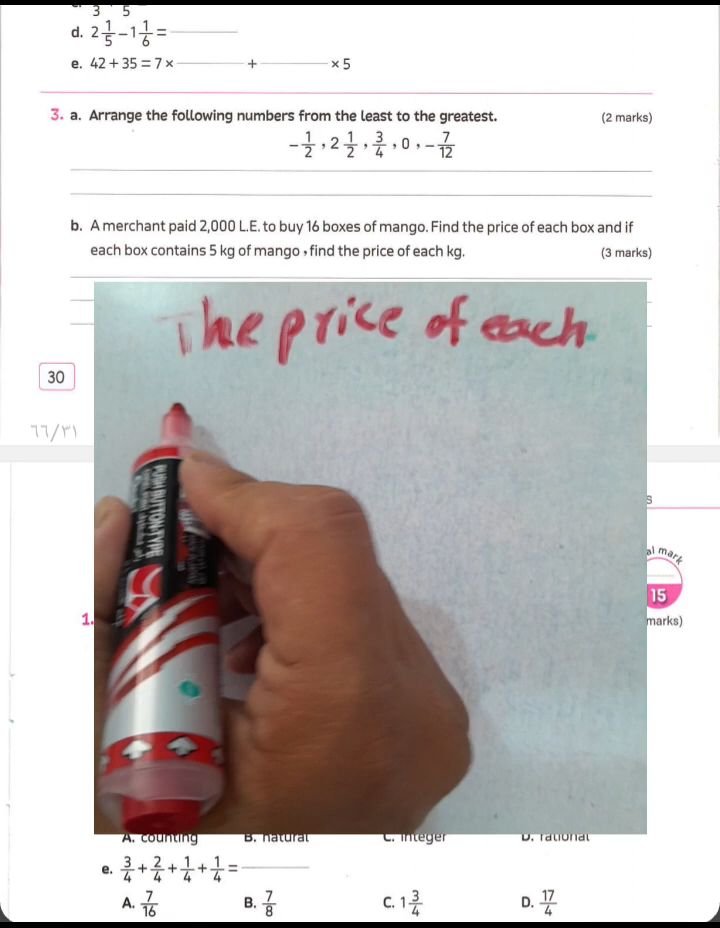 d. 2 1/5 − 1 1/6 =
e. 42 + 35 = 7 × + × 5
3. a. Arrange the following numbers from the least to the greatest. (2 marks)
− 1/2 , 2 1/2 , 3/4 , 0 , − 7/12
b. A merchant paid 2,000 L.E. to buy 16 boxes of mango. Find the price of each box and if
each box contains 5 kg of mango , find the price of each kg. (3 marks)
The price of each
30
٦٦/٣١
15
1. marks)
PUSH BUTTON TYPE
A. counting B. natural C. integer D. rational
e. 3/4 + 2/4 + 1/4 + 1/4 =
A. 7/16 B. 7/8 C. 1 3/4 D. 17/4